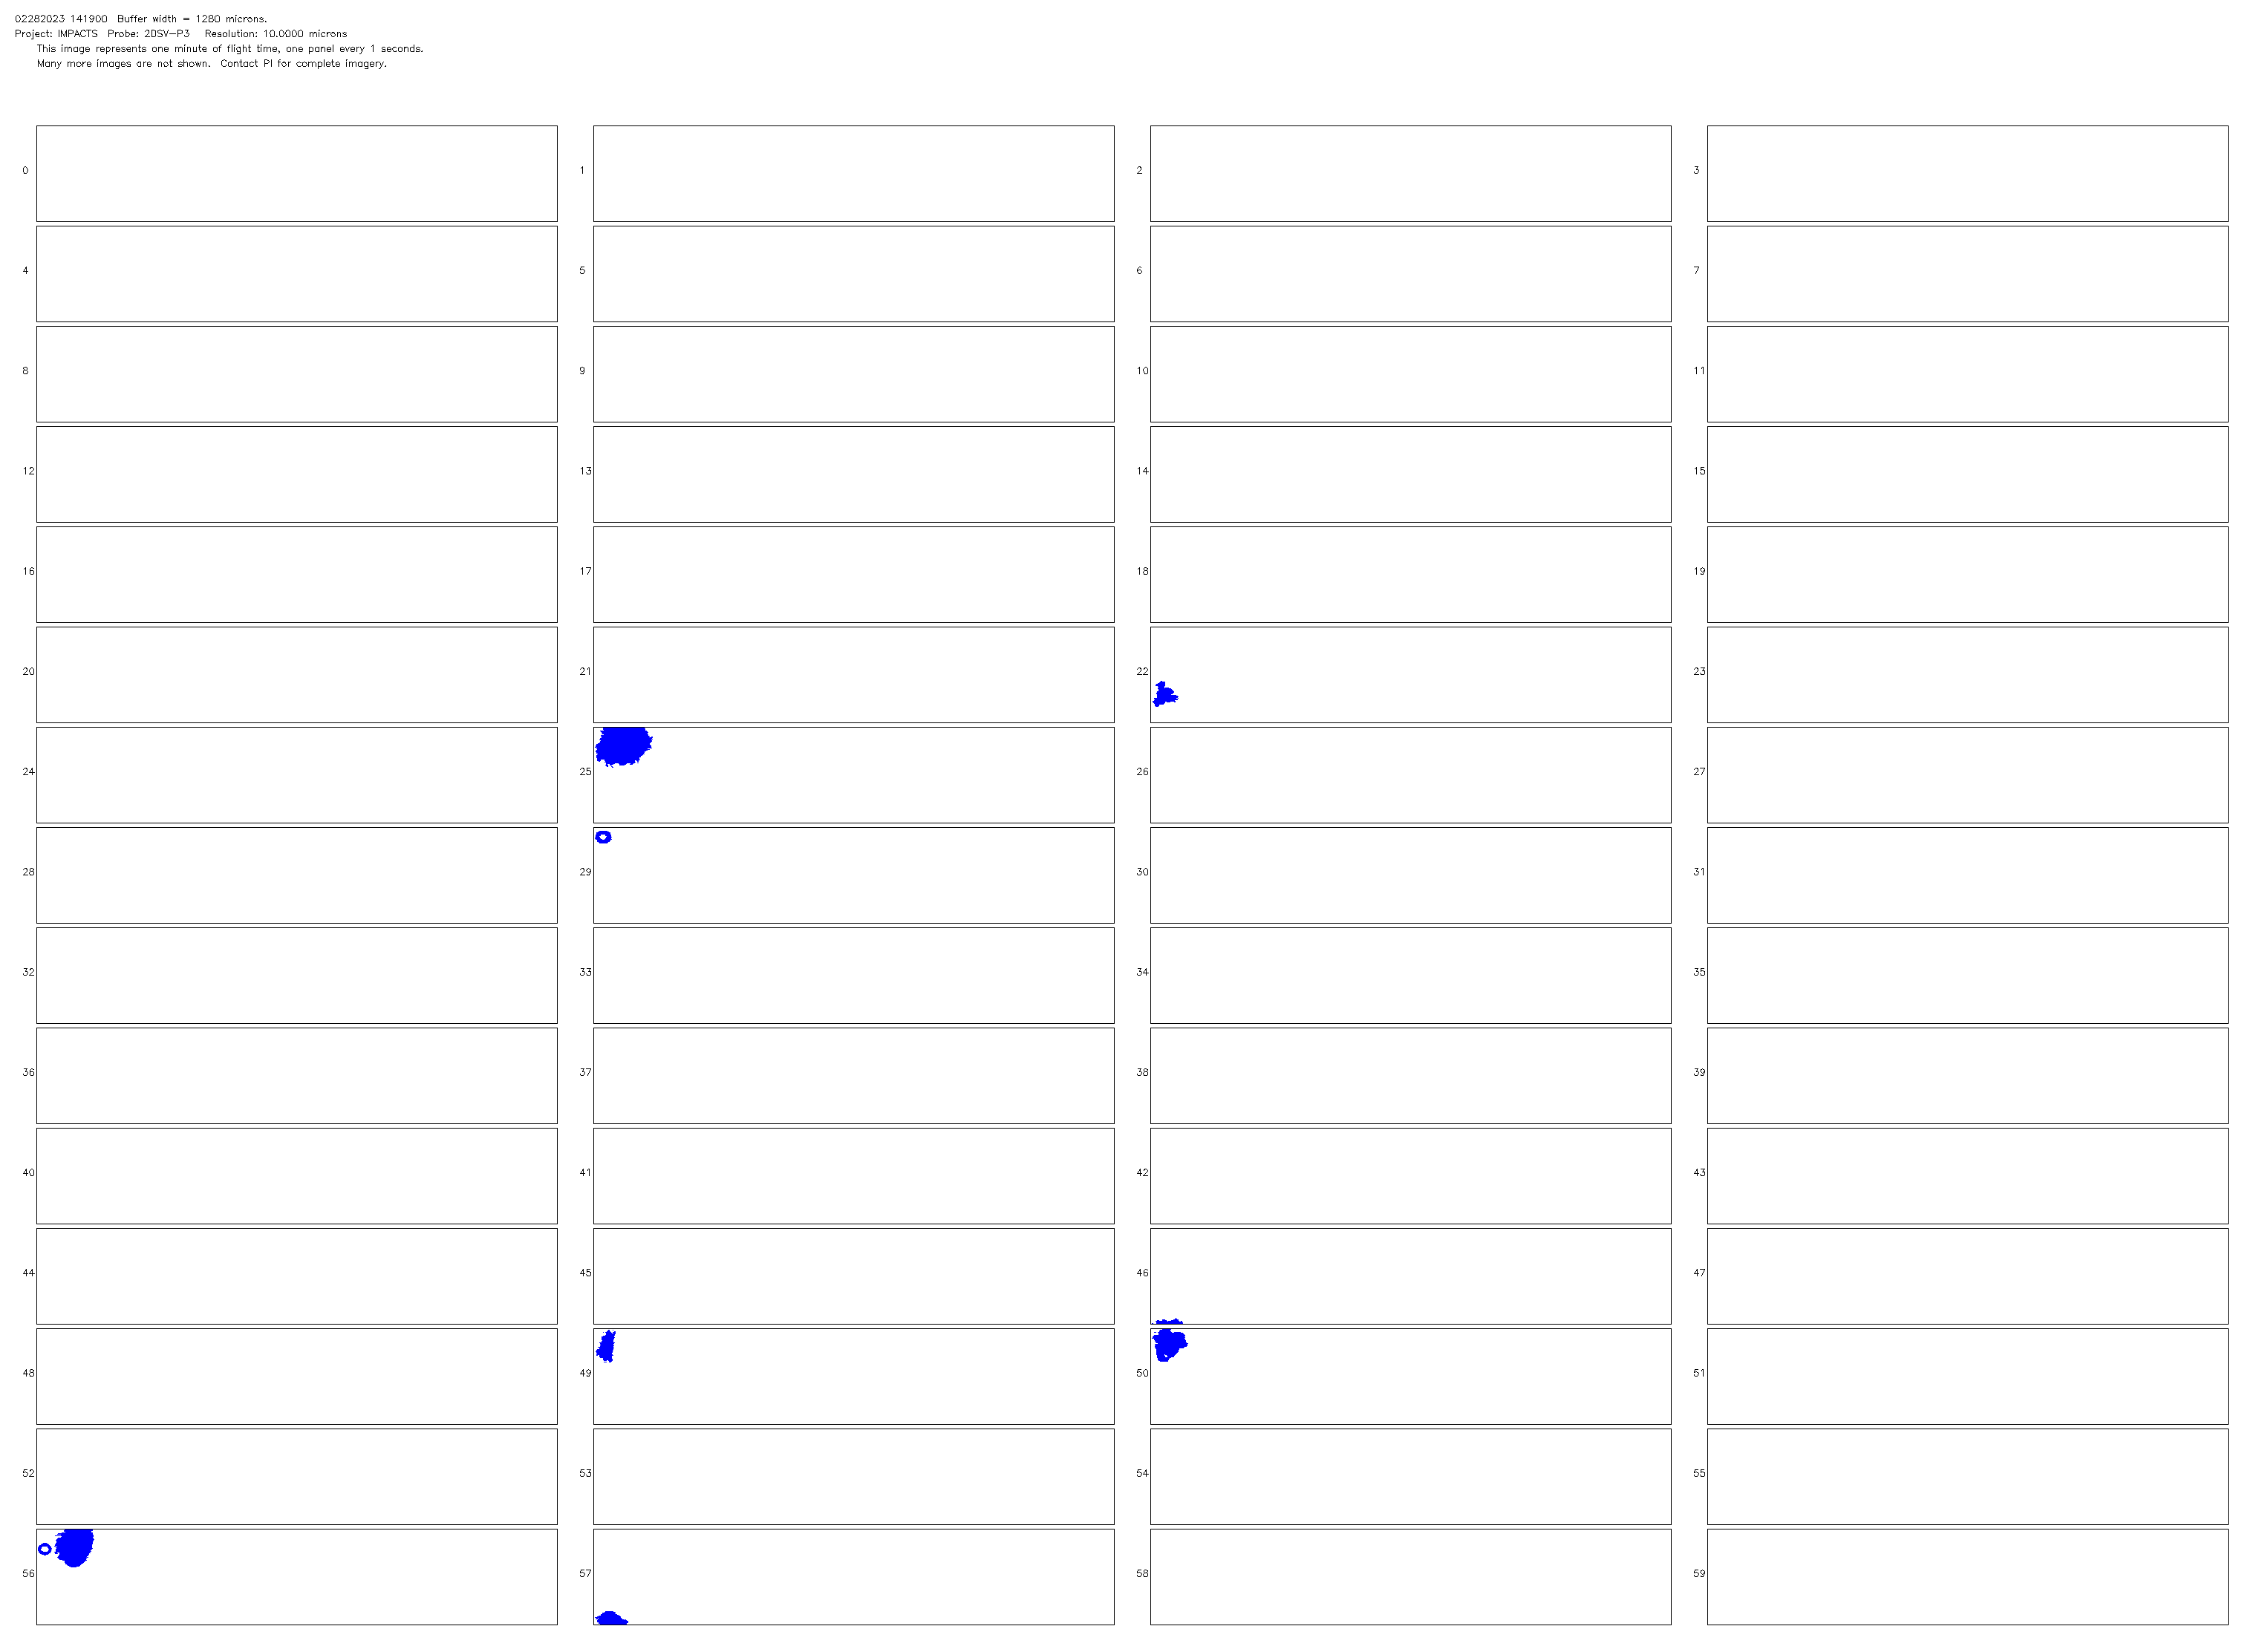 02282023 141900 Buffer width = 1280 microns.
Project: IMPACTS Probe: 2DSV-P3 Resolution: 10.0000 microns
This image represents one minute of flight time, one panel every 1 seconds.
Many more images are not shown. Contact PI for complete imagery.
0 1 2 3
4 5 6 7
8 9 10 11
12 13 14 15
16 17 18 19
20 21 22 23
24 25 26 27
28 29 30 31
32 33 34 35
36 37 38 39
40 41 42 43
44 45 46 47
48 49 50 51
52 53 54 55
56 57 58 59